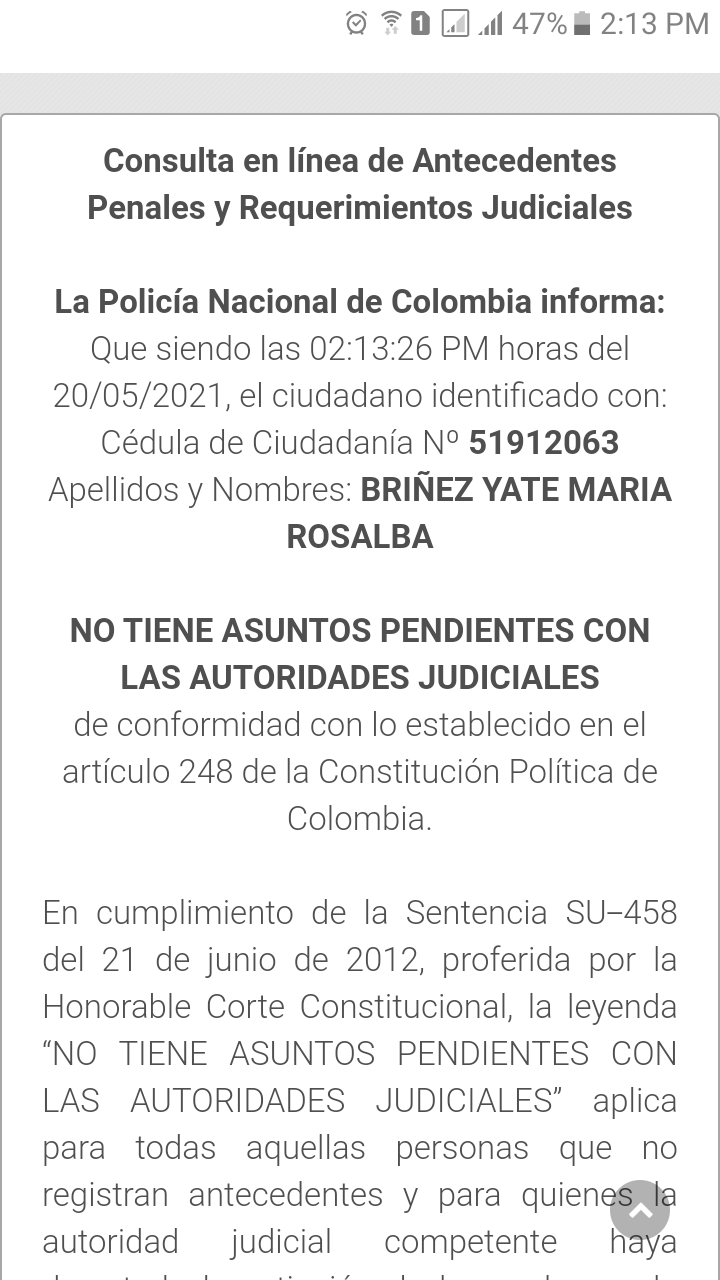 1 47% 2:13 PM
Consulta en línea de Antecedentes
Penales y Requerimientos Judiciales
La Policía Nacional de Colombia informa:
Que siendo las 02:13:26 PM horas del
20/05/2021, el ciudadano identificado con:
Cédula de Ciudadanía Nº 51912063
Apellidos y Nombres: BRIÑEZ YATE MARIA
ROSALBA
NO TIENE ASUNTOS PENDIENTES CON
LAS AUTORIDADES JUDICIALES
de conformidad con lo establecido en el
artículo 248 de la Constitución Política de
Colombia.
En cumplimiento de la Sentencia SU–458
del 21 de junio de 2012, proferida por la
Honorable Corte Constitucional, la leyenda
“NO TIENE ASUNTOS PENDIENTES CON
LAS AUTORIDADES JUDICIALES” aplica
para todas aquellas personas que no
registran antecedentes y para quienes la
autoridad judicial competente haya